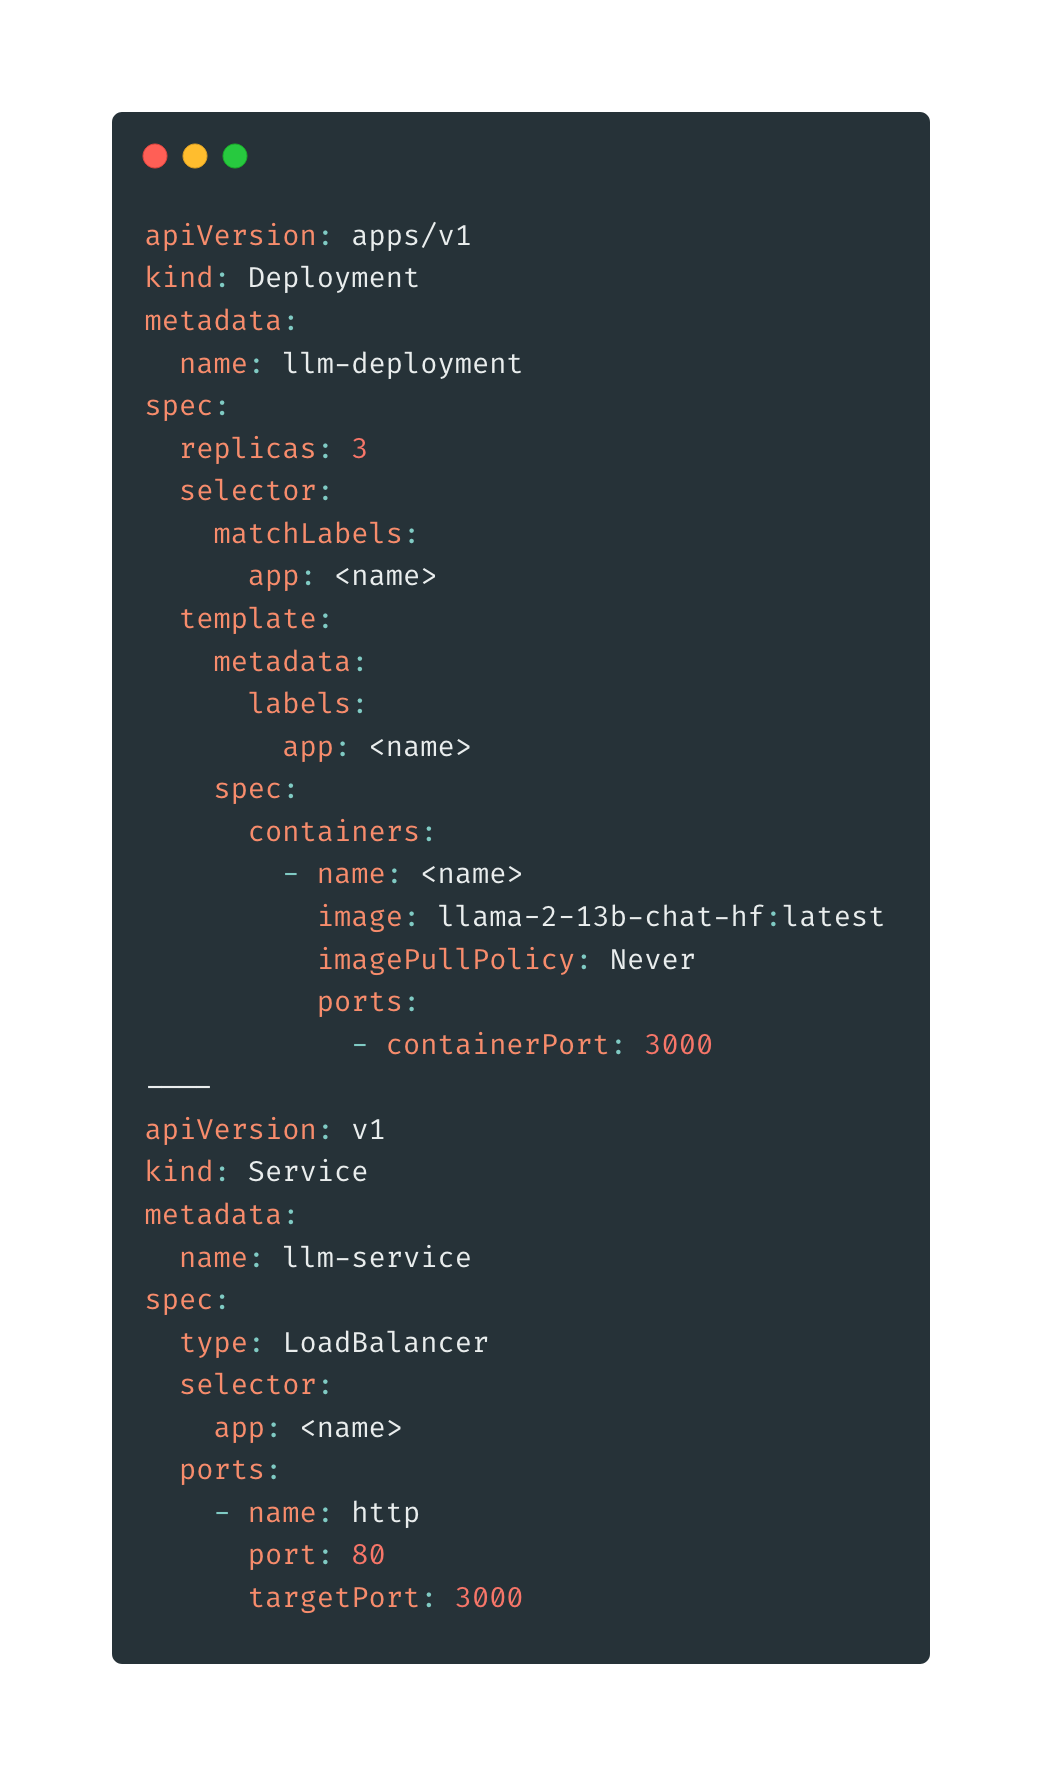 apiVersion: apps/v1
kind: Deployment
metadata:
  name: llm-deployment
spec:
  replicas: 3
  selector:
    matchLabels:
      app: <name>
  template:
    metadata:
      labels:
        app: <name>
    spec:
      containers:
        - name: <name>
          image: llama-2-13b-chat-hf:latest
          imagePullPolicy: Never
          ports:
            - containerPort: 3000
----
apiVersion: v1
kind: Service
metadata:
  name: llm-service
spec:
  type: LoadBalancer
  selector:
    app: <name>
  ports:
    - name: http
      port: 80
      targetPort: 3000